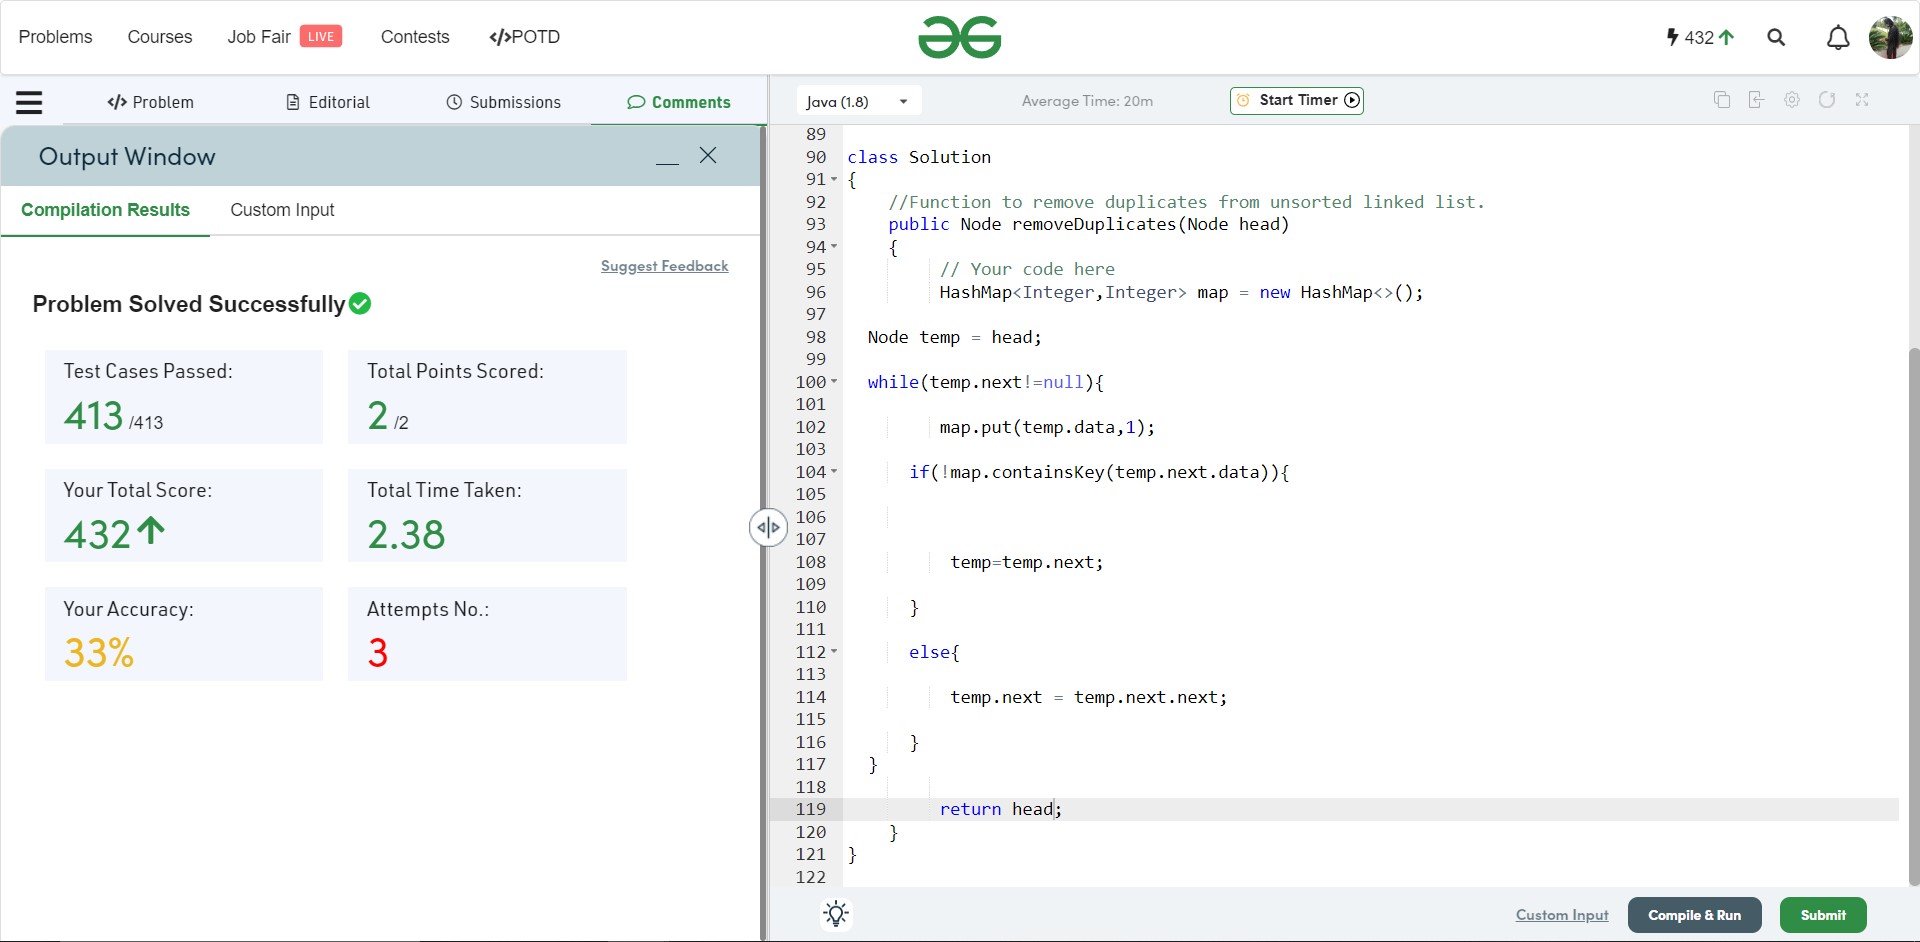 Problems Courses Job Fair LIVE Contests </>POTD 432
Problem Editorial Submissions Comments
Java (1.8) Average Time: 20m Start Timer
Output Window
Compilation Results Custom Input
Suggest Feedback
Problem Solved Successfully
Test Cases Passed:
413 /413
Total Points Scored:
2 /2
Your Total Score:
432
Total Time Taken:
2.38
Your Accuracy:
33%
Attempts No.:
3
89
90 class Solution
91 {
92 //Function to remove duplicates from unsorted linked list.
93 public Node removeDuplicates(Node head)
94 {
95 // Your code here
96 HashMap<Integer,Integer> map = new HashMap<>();
97
98 Node temp = head;
99
100 while(temp.next!=null){
101
102 map.put(temp.data,1);
103
104 if(!map.containsKey(temp.next.data)){
105
106
107
108 temp=temp.next;
109
110 }
111
112 else{
113
114 temp.next = temp.next.next;
115
116 }
117 }
118
119 return head;
120 }
121 }
122
Custom Input Compile & Run Submit